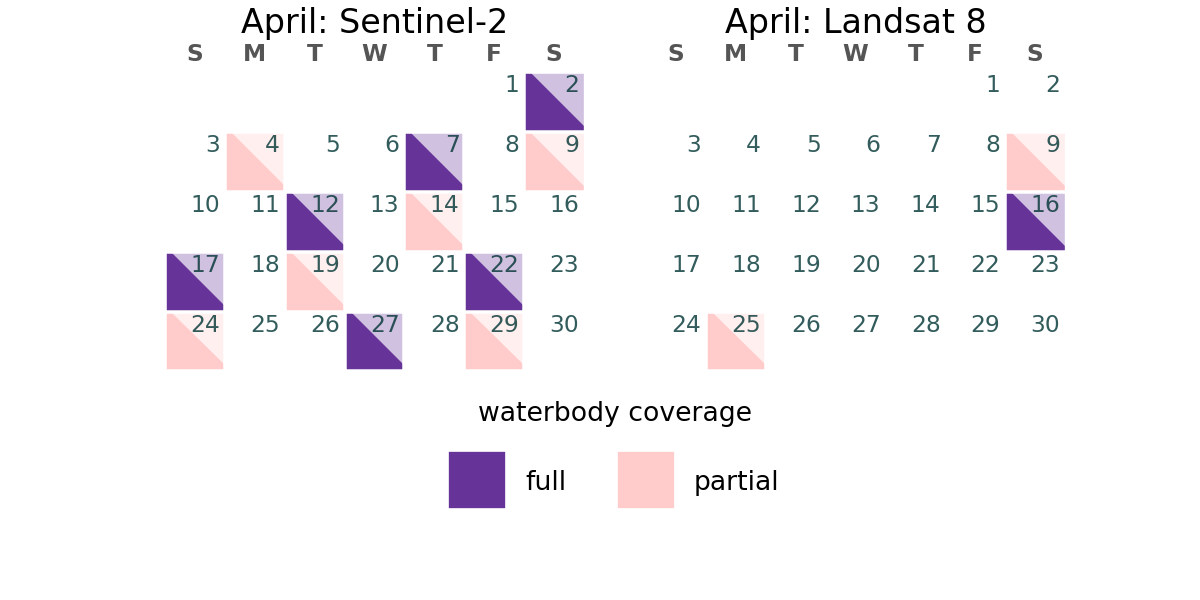 April: Sentinel-2
S M T W T F S
1 2
3 4 5 6 7 8 9
10 11 12 13 14 15 16
17 18 19 20 21 22 23
24 25 26 27 28 29 30
April: Landsat 8
S M T W T F S
1 2
3 4 5 6 7 8 9
10 11 12 13 14 15 16
17 18 19 20 21 22 23
24 25 26 27 28 29 30
waterbody coverage
full partial